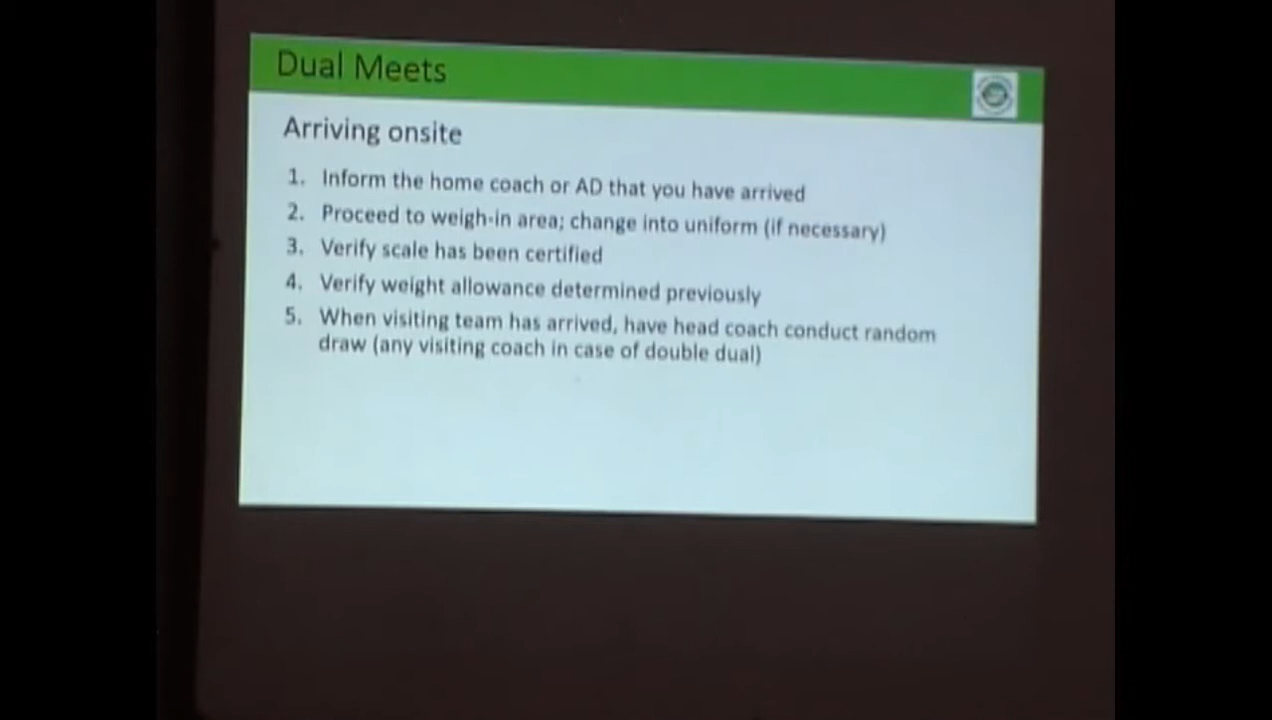 Dual Meets
Arriving onsite
1. Inform the home coach or AD that you have arrived
2. Proceed to weigh-in area; change into uniform (if necessary)
3. Verify scale has been certified
4. Verify weight allowance determined previously
5. When visiting team has arrived, have head coach conduct random
draw (any visiting coach in case of double dual)